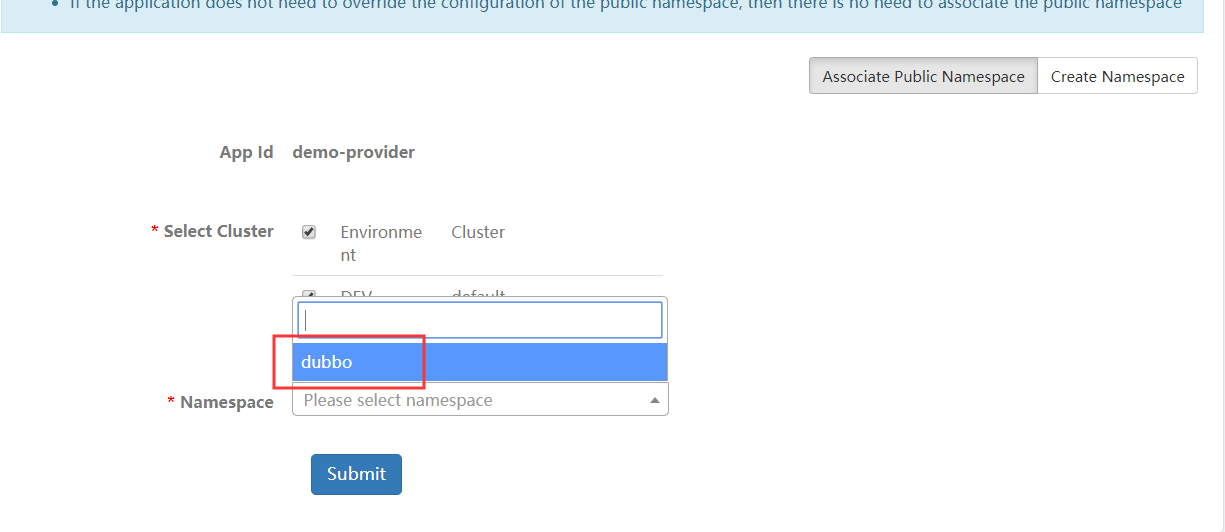 If the application does not need to override the configuration of the public namespace, then there is no need to associate the public namespace
Associate Public Namespace Create Namespace
App Id demo-provider
* Select Cluster Environme Cluster
nt
DEV default
dubbo
* Namespace Please select namespace
Submit